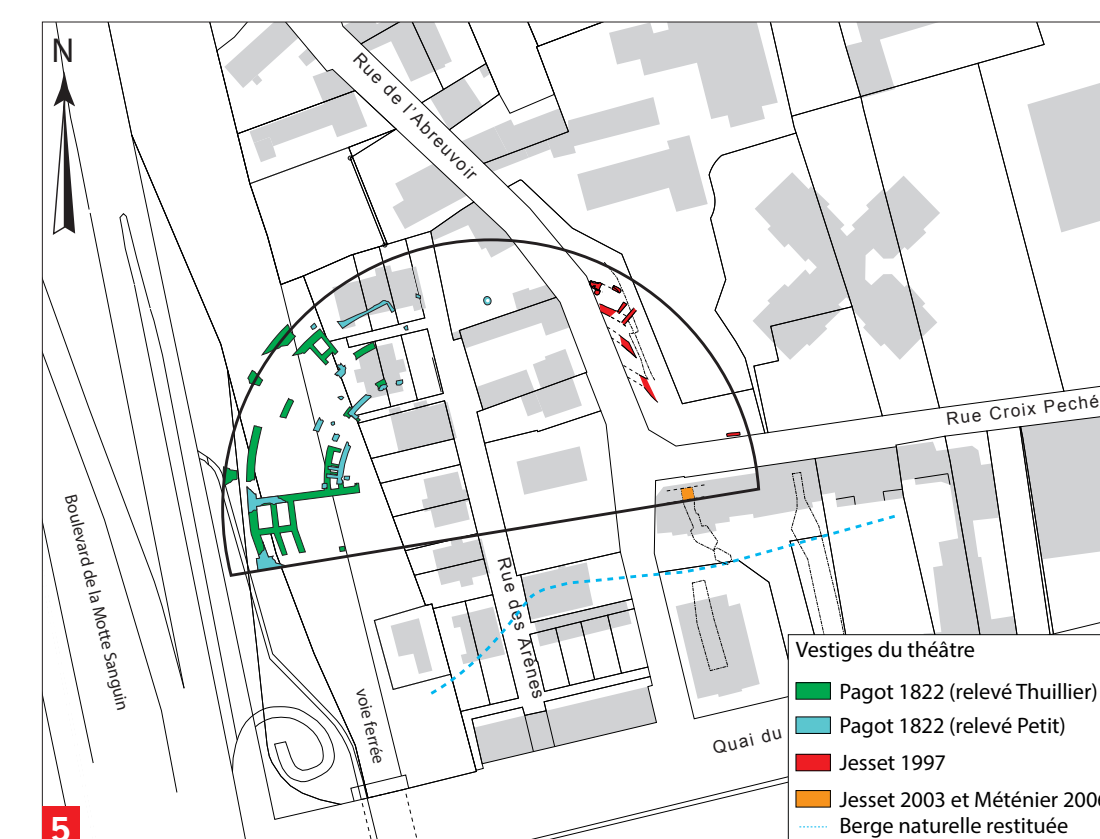 N
Rue de l'Abreuvoir
Rue Croix Peché
Boulevard de la Motte Sanguin
Rue des Arènes
voie ferrée
Quai du
Vestiges du théâtre
Pagot 1822 (relevé Thuillier)
Pagot 1822 (relevé Petit)
Jesset 1997
Jesset 2003 et Méténier 2006
Berge naturelle restituée
5